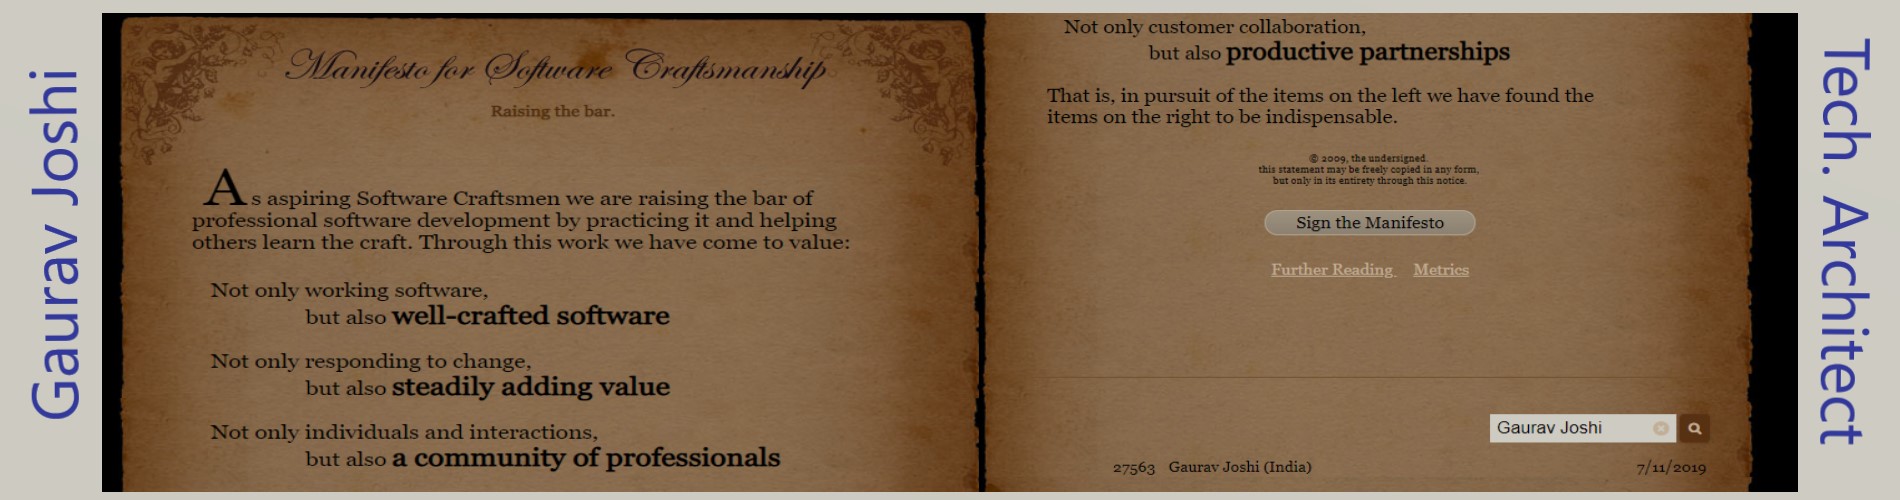 Gaurav Joshi
Manifesto for Software Craftsmanship
Raising the bar.
As aspiring Software Craftsmen we are raising the bar of
professional software development by practicing it and helping
others learn the craft. Through this work we have come to value:
Not only working software,
but also well-crafted software
Not only responding to change,
but also steadily adding value
Not only individuals and interactions,
but also a community of professionals
Not only customer collaboration,
but also productive partnerships
That is, in pursuit of the items on the left we have found the
items on the right to be indispensable.
© 2009, the undersigned.
this statement may be freely copied in any form,
but only in its entirety through this notice.
Sign the Manifesto
Further Reading Metrics
Gaurav Joshi
27563 Gaurav Joshi (India) 7/11/2019
Tech. Architect